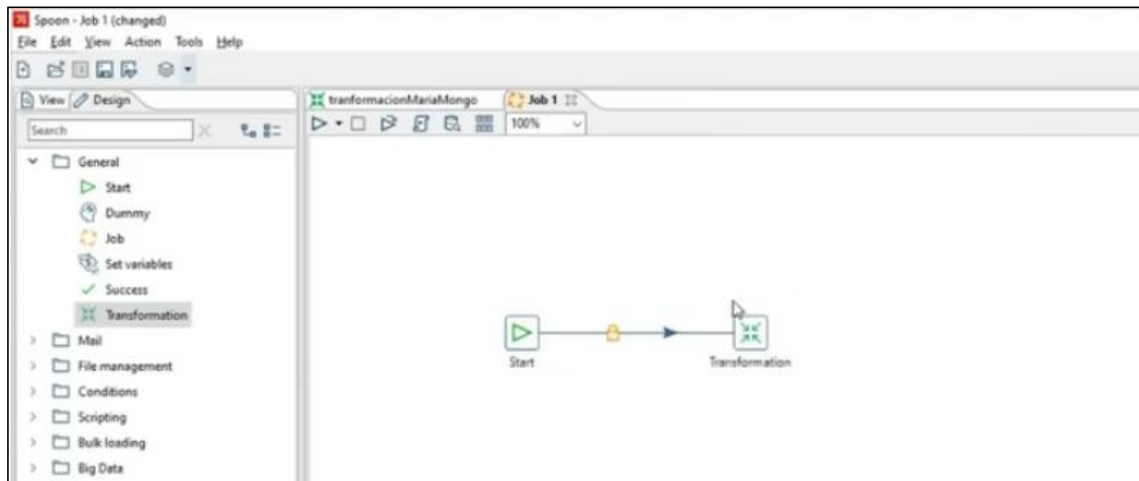 Spoon - Job 1 (changed)
File Edit View Action Tools Help
View Design
tranformacionMariaMongo Job 1
Search
100%
General
Start
Dummy
Job
Set variables
Success
Transformation
Mail
File management
Conditions
Scripting
Bulk loading
Big Data
Start
Transformation